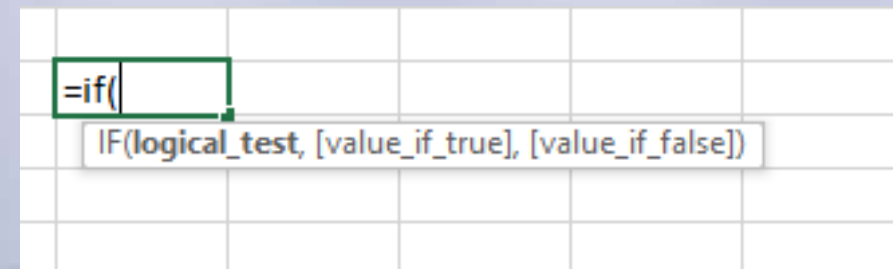 =if(
IF(logical_test, [value_if_true], [value_if_false])